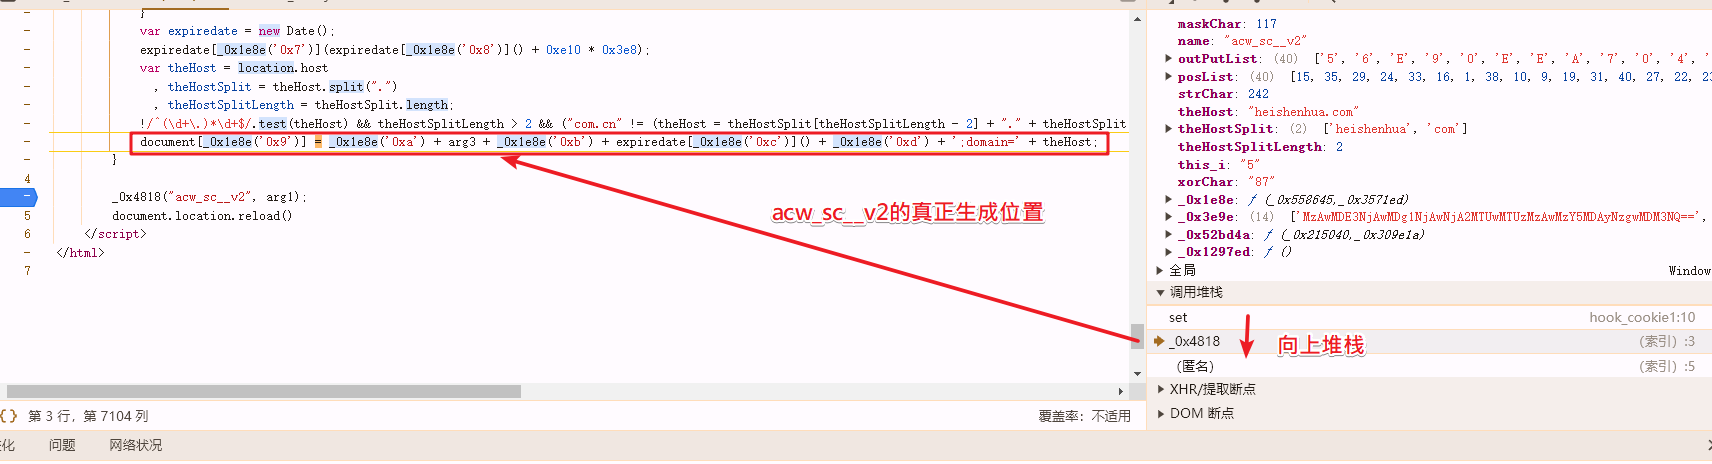 }
var expiredate = new Date();
expiredate[_0x1e8e('0x7')](expiredate[_0x1e8e('0x8')]() + 0xe10 * 0x3e8);
var theHost = location.host
, theHostSplit = theHost.split(".")
, theHostSplitLength = theHostSplit.length;
!/^(\d+\.)*\d+$/.test(theHost) && theHostSplitLength > 2 && ("com.cn" != (theHost = theHostSplit[theHostSplitLength - 2] + "." + theHostSplit
document[_0x1e8e('0x9')] = _0x1e8e('0xa') + arg3 + _0x1e8e('0xb') + expiredate[_0x1e8e('0xc')]() + _0x1e8e('0xd') + ';domain=' + theHost;
}
4
_0x4818("acw_sc__v2", arg1);
5 document.location.reload()
6 </script>
</html>
7
acw_sc__v2的真正生成位置
{} 第 3 行，第 7104 列
覆盖率：不适用
问题 网络状况
maskChar: 117
name: "acw_sc__v2"
outPutList: (40) ['5', '6', 'E', '9', '0', 'E', 'E', 'A', '7', '0', '4',
posList: (40) [15, 35, 29, 24, 33, 16, 1, 38, 10, 9, 19, 31, 40, 27, 22, 23
strChar: 242
theHost: "heishenhua.com"
theHostSplit: (2) ['heishenhua', 'com']
theHostSplitLength: 2
this_i: "5"
xorChar: "87"
_0x1e8e: ƒ (_0x558645,_0x3571ed)
_0x3e9e: (14) ['MzAwMDE3NjAwMDg1NjAwNjA2MTUwMTUzMzAwMzY5MDAyNzgwMDM3NQ==',
_0x52bd4a: ƒ (_0x215040,_0x309e1a)
_0x1297ed: ƒ ()
全局 Window
调用堆栈
set hook_cookie1:10
_0x4818 (索引):3
(匿名) (索引):5
向上堆栈
XHR/提取断点
DOM 断点